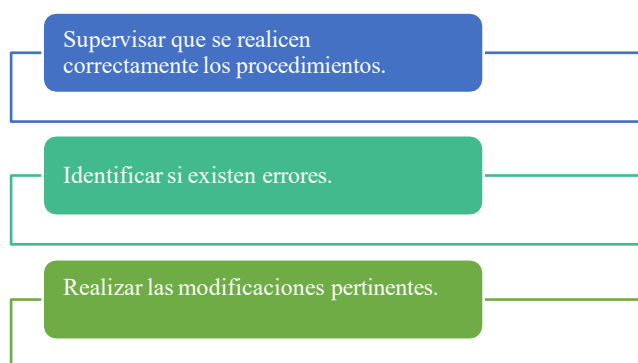 Supervisar que se realicen
correctamente los procedimientos.
Identificar si existen errores.
Realizar las modificaciones pertinentes.